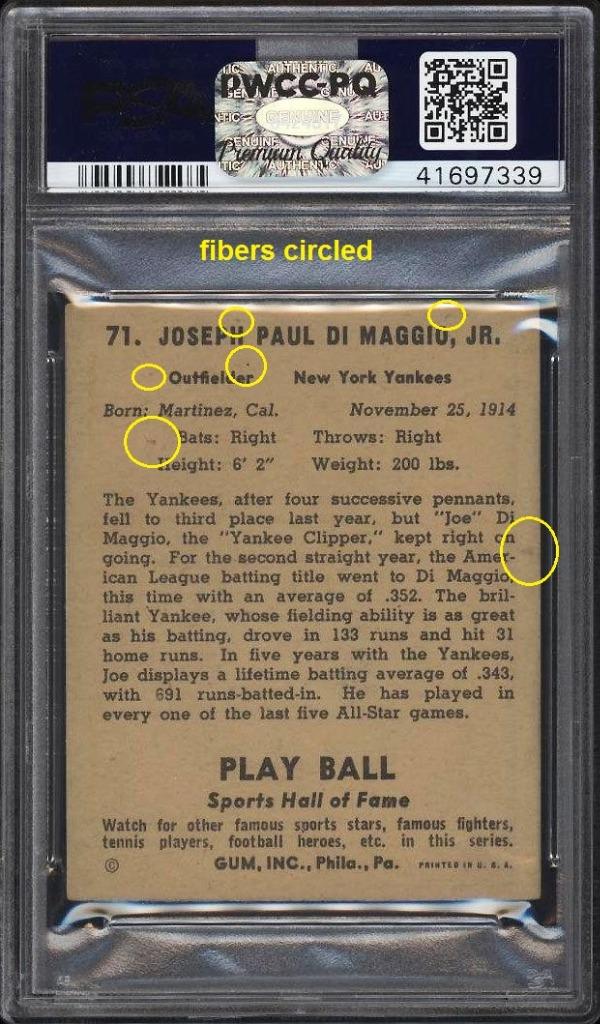 PWCC-PQ
AUTHENTIC
GENUINE
Premium Quality
41697339
fibers circled
71. JOSEPH PAUL DI MAGGIO, JR.
Outfielder New York Yankees
Born: Martinez, Cal. November 25, 1914
Bats: Right Throws: Right
Height: 6' 2" Weight: 200 lbs.
The Yankees, after four successive pennants,
fell to third place last year, but "Joe" Di
Maggio, the "Yankee Clipper," kept right on
going. For the second straight year, the Amer-
ican League batting title went to Di Maggio,
this time with an average of .352. The bril-
liant Yankee, whose fielding ability is as great
as his batting, drove in 133 runs and hit 31
home runs. In five years with the Yankees,
Joe displays a lifetime batting average of .343,
with 691 runs-batted-in. He has played in
every one of the last five All-Star games.
PLAY BALL
Sports Hall of Fame
Watch for other famous sports stars, famous fighters,
tennis players, football heroes, etc. in this series.
© GUM, INC., Phila., Pa. PRINTED IN U. S. A.